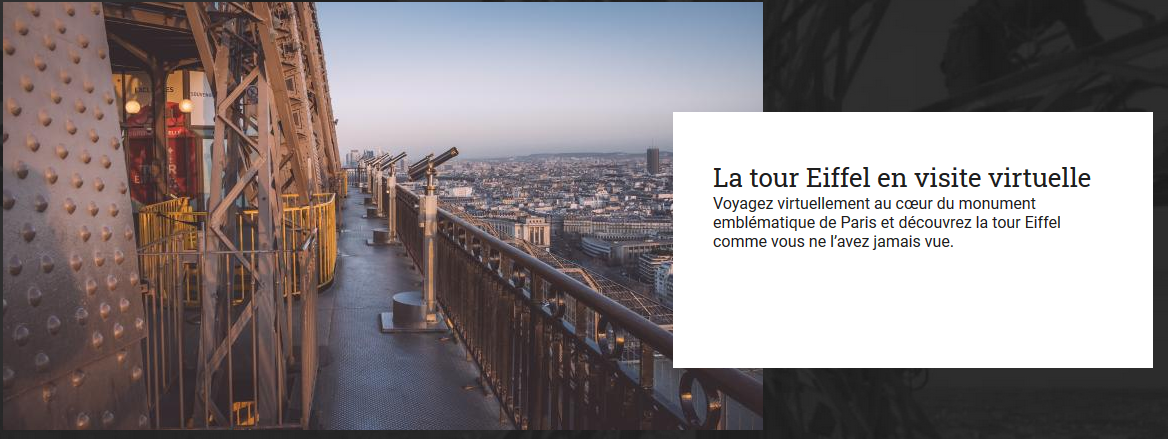 La tour Eiffel en visite virtuelle
Voyagez virtuellement au cœur du monument
emblématique de Paris et découvrez la tour Eiffel
comme vous ne l’avez jamais vue.